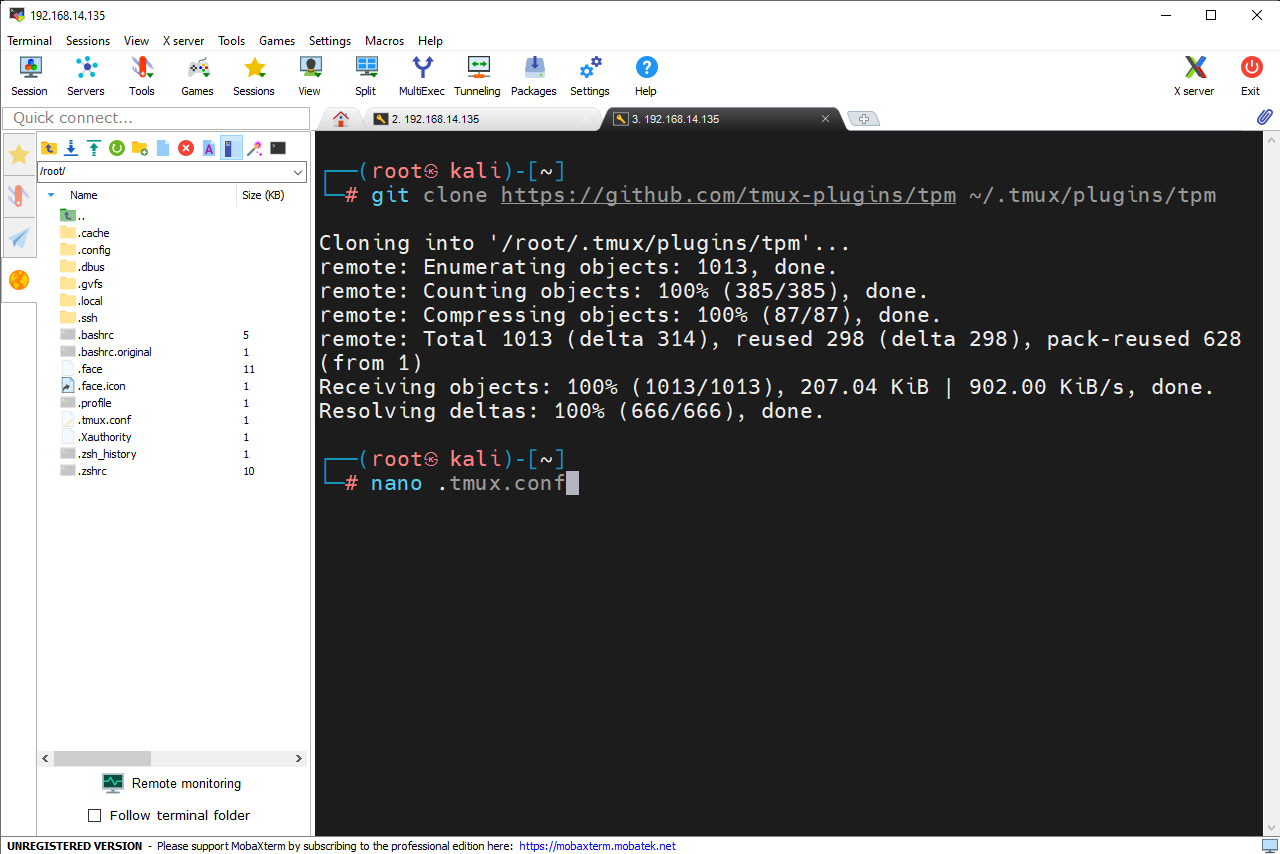 192.168.14.135
Terminal Sessions View X server Tools Games Settings Macros Help
Session Servers Tools Games Sessions View Split MultiExec Tunneling Packages Settings Help X server Exit
Quick connect...
2. 192.168.14.135
3. 192.168.14.135
/root/
Name Size (KB)
..
.cache
.config
.dbus
.gvfs
.local
.ssh
.bashrc 5
.bashrc.original 1
.face 11
.face.icon 1
.profile 1
.tmux.conf 1
.Xauthority 1
.zsh_history 1
.zshrc 10
Remote monitoring
Follow terminal folder
┌──(root㉿ kali)-[~]
└─# git clone https://github.com/tmux-plugins/tpm ~/.tmux/plugins/tpm
Cloning into '/root/.tmux/plugins/tpm'...
remote: Enumerating objects: 1013, done.
remote: Counting objects: 100% (385/385), done.
remote: Compressing objects: 100% (87/87), done.
remote: Total 1013 (delta 314), reused 298 (delta 298), pack-reused 628
(from 1)
Receiving objects: 100% (1013/1013), 207.04 KiB | 902.00 KiB/s, done.
Resolving deltas: 100% (666/666), done.
┌──(root㉿ kali)-[~]
└─# nano .tmux.conf
UNREGISTERED VERSION - Please support MobaXterm by subscribing to the professional edition here: https://mobaxterm.mobatek.net